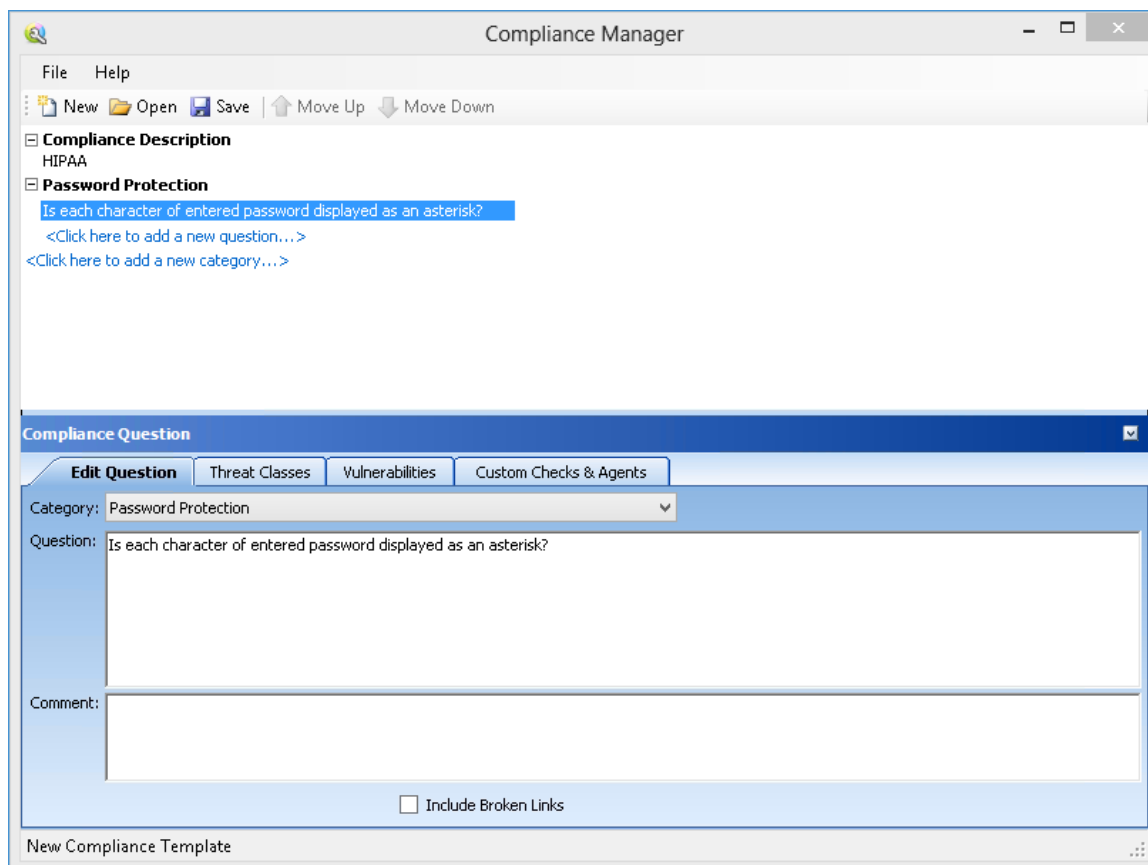 Compliance Manager
File Help
New Open Save Move Up Move Down
Compliance Description
HIPAA
Password Protection
Is each character of entered password displayed as an asterisk?
<Click here to add a new question...>
<Click here to add a new category...>
Compliance Question
Edit Question Threat Classes Vulnerabilities Custom Checks & Agents
Category: Password Protection
Question: Is each character of entered password displayed as an asterisk?
Comment:
Include Broken Links
New Compliance Template